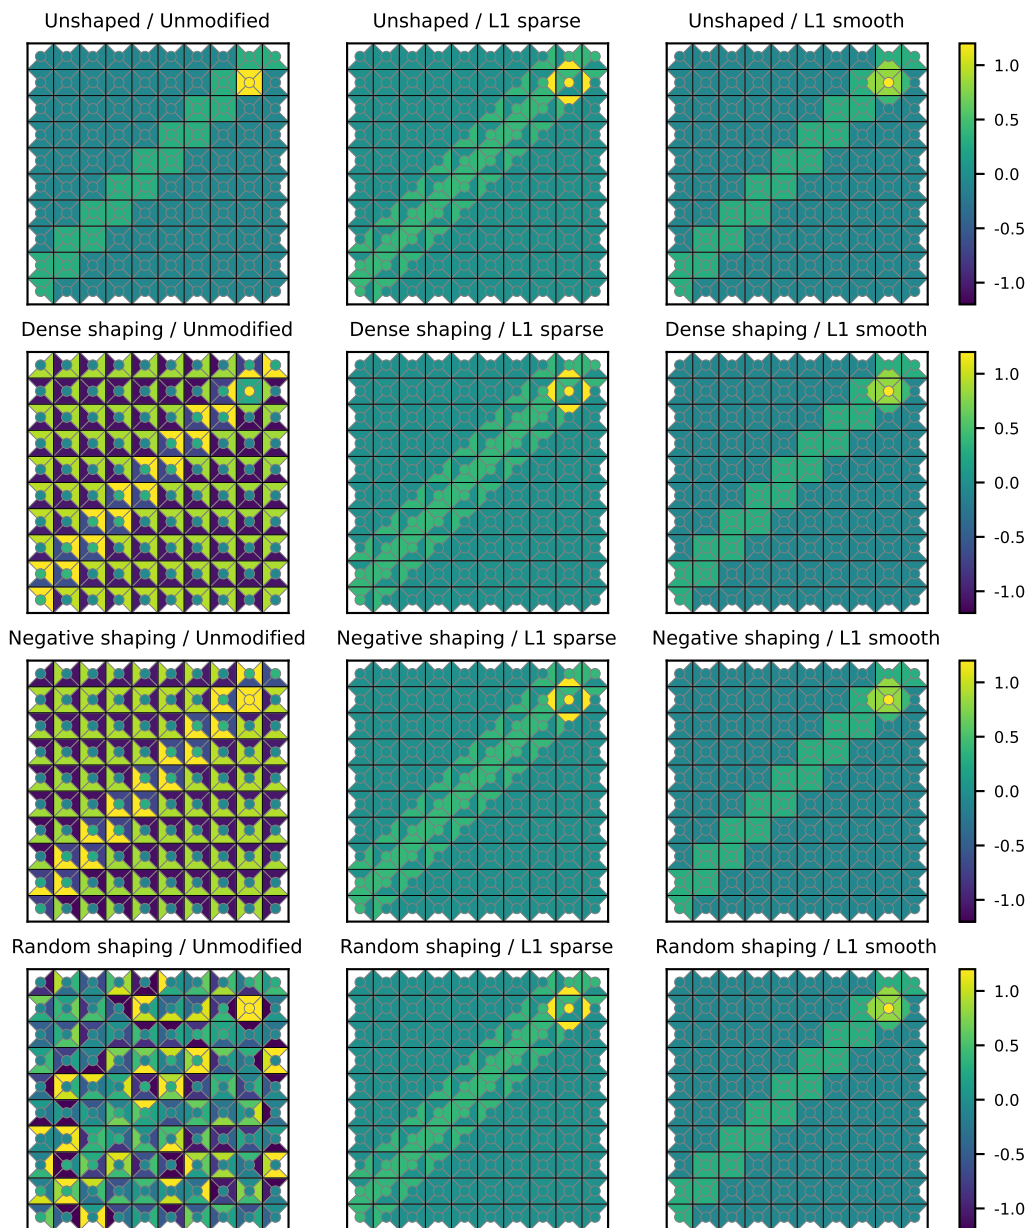 Unshaped / Unmodified
Unshaped / L1 sparse
Unshaped / L1 smooth
1.0
0.5
0.0
-0.5
-1.0
Dense shaping / Unmodified
Dense shaping / L1 sparse
Dense shaping / L1 smooth
1.0
0.5
0.0
-0.5
-1.0
Negative shaping / Unmodified
Negative shaping / L1 sparse
Negative shaping / L1 smooth
1.0
0.5
0.0
-0.5
-1.0
Random shaping / Unmodified
Random shaping / L1 sparse
Random shaping / L1 smooth
1.0
0.5
0.0
-0.5
-1.0